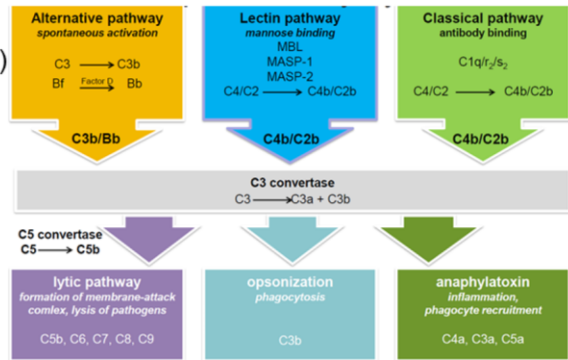 Alternative pathway
spontaneous activation
C3 ⟶ C3b
Bf Factor D ⟶ Bb
C3b/Bb
Lectin pathway
mannose binding
MBL
MASP-1
MASP-2
C4/C2 ⟶ C4b/C2b
C4b/C2b
Classical pathway
antibody binding
C1q/r₂/s₂
C4/C2 ⟶ C4b/C2b
C4b/C2b
)
C3 convertase
C3 ⟶ C3a + C3b
C5 convertase
C5 ⟶ C5b
lytic pathway
formation of membrane-attack
comlex, lysis of pathogens
C5b, C6, C7, C8, C9
opsonization
phagocytosis
C3b
anaphylatoxin
inflammation,
phagocyte recruitment
C4a, C3a, C5a